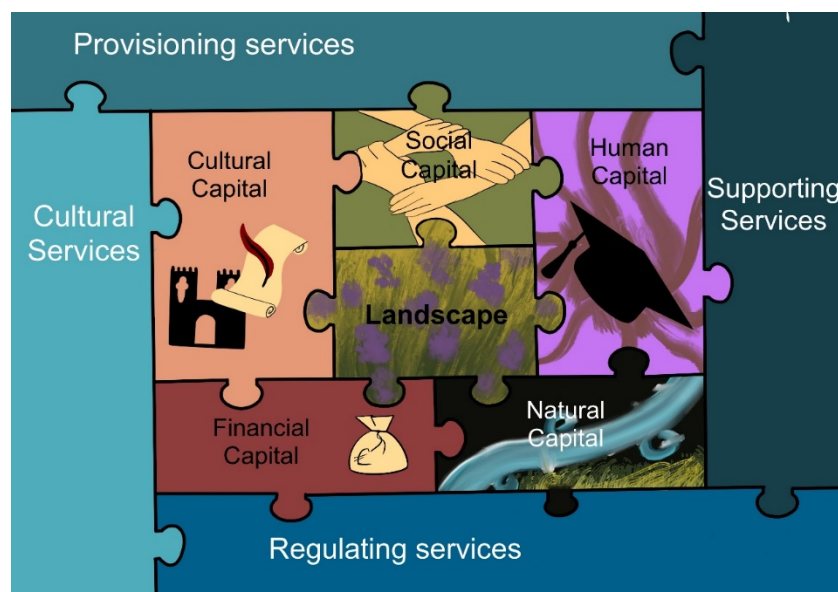 Provisioning services
Cultural
Capital
Social
Capital
Human
Capital
Cultural
Services
Supporting
Services
Landscape
Financial
Capital
Natural
Capital
Regulating services